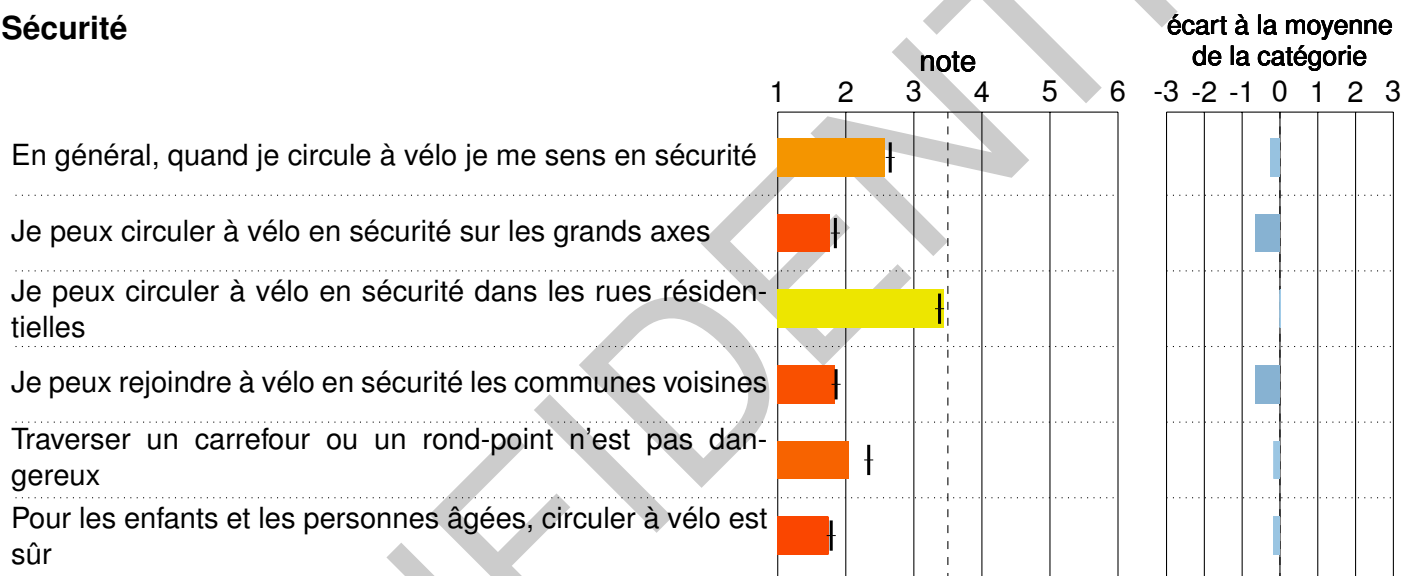 Sécurité
écart à la moyenne
de la catégorie
note
1 2 3 4 5 6 -3 -2 -1 0 1 2 3
En général, quand je circule à vélo je me sens en sécurité
Je peux circuler à vélo en sécurité sur les grands axes
Je peux circuler à vélo en sécurité dans les rues résiden-
tielles
Je peux rejoindre à vélo en sécurité les communes voisines
Traverser un carrefour ou un rond-point n'est pas dan-
gereux
Pour les enfants et les personnes âgées, circuler à vélo est
sûr